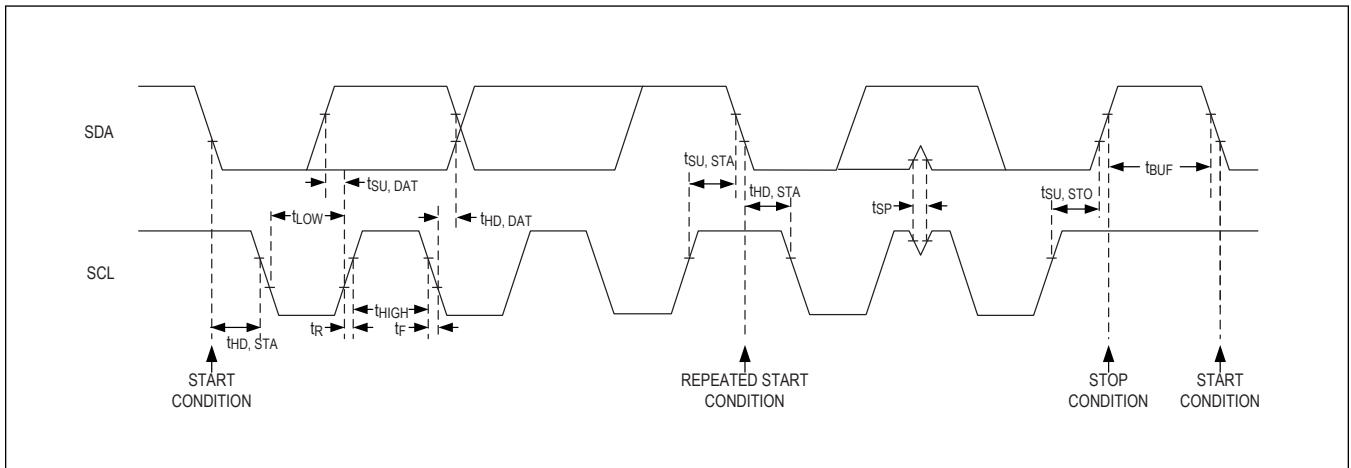 SDA
tSU, DAT
tLOW
tHD, DAT
tSU, STA
tHD, STA
tSP
tSU, STO
tBUF
SCL
tHD, STA
tR
tHIGH
tF
START
CONDITION
REPEATED START
CONDITION
STOP
CONDITION
START
CONDITION